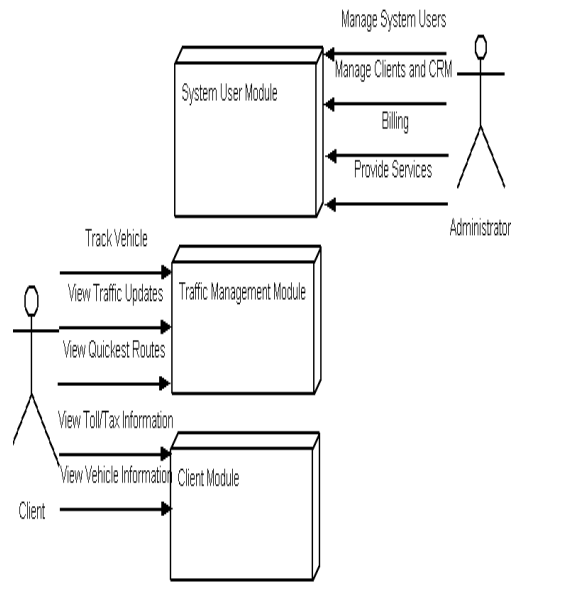 Manage System Users
Manage Clients and CRM
System User Module
Billing
Provide Services
Administrator
Track Vehicle
View Traffic Updates
Traffic Management Module
View Quickest Routes
View Toll/Tax Information
View Vehicle Information
Client Module
Client